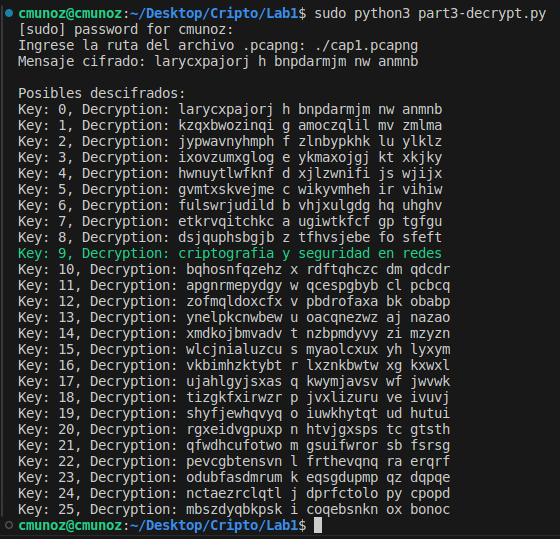 cmunoz@cmunoz:~/Desktop/Cripto/Lab1$ sudo python3 part3-decrypt.py
[sudo] password for cmunoz:
Ingrese la ruta del archivo .pcapng: ./cap1.pcapng
Mensaje cifrado: larycxpajorj h bnpdarmjm nw anmnb
Posibles descifrados:
Key: 0, Decryption: larycxpajorj h bnpdarmjm nw anmnb
Key: 1, Decryption: kzqxbwozinqi g amoczqlil mv zmlma
Key: 2, Decryption: jypwavnyhmph f zlnbypkhk lu ylklz
Key: 3, Decryption: ixovzumxglog e ykmaxojgj kt xkjky
Key: 4, Decryption: hwnuytlwfknf d xjlzwnifi js wjijx
Key: 5, Decryption: gvmtxskvejme c wikyvmheh ir vihiw
Key: 6, Decryption: fulswrjudild b vhjxulgdg hq uhghv
Key: 7, Decryption: etkrvqitchkc a ugiwtkfcf gp tgfgu
Key: 8, Decryption: dsjquphsbgjb z tfhvsjebe fo sfeft
Key: 9, Decryption: criptografia y seguridad en redes
Key: 10, Decryption: bqhosnfqzehz x rdftqhczc dm qdcdr
Key: 11, Decryption: apgnrmepydgy w qcespgbyb cl pcbcq
Key: 12, Decryption: zofmqldoxcfx v pbdrofaxa bk obabp
Key: 13, Decryption: ynelpkcnwbew u oacqnezwz aj nazao
Key: 14, Decryption: xmdkojbmvadv t nzbpmdyvy zi mzyzn
Key: 15, Decryption: wlcjnialuzcu s myaolcxux yh lyxym
Key: 16, Decryption: vkbimhzktybt r lxznkbwtw xg kxwxl
Key: 17, Decryption: ujahlgyjsxas q kwymjavsv wf jwvwk
Key: 18, Decryption: tizgkfxirwzr p jvxlizuru ve ivuvj
Key: 19, Decryption: shyfjewhqvyq o iuwkhytqt ud hutui
Key: 20, Decryption: rgxeidvgpuxp n htvjgxsps tc gtsth
Key: 21, Decryption: qfwdhcufotwo m gsuifwror sb fsrsg
Key: 22, Decryption: pevcgbtensvn l frthevqnq ra erqrf
Key: 23, Decryption: odubfasdmrum k eqsgdupmp qz dqpqe
Key: 24, Decryption: nctaezrclqtl j dprfctolo py cpopd
Key: 25, Decryption: mbszdyqbkpsk i coqebsnkn ox bonoc
cmunoz@cmunoz:~/Desktop/Cripto/Lab1$